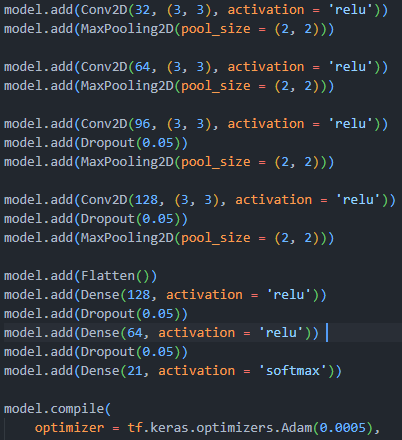 model.add(Conv2D(32, (3, 3), activation = 'relu'))
model.add(MaxPooling2D(pool_size = (2, 2)))
model.add(Conv2D(64, (3, 3), activation = 'relu'))
model.add(MaxPooling2D(pool_size = (2, 2)))
model.add(Conv2D(96, (3, 3), activation = 'relu'))
model.add(Dropout(0.05))
model.add(MaxPooling2D(pool_size = (2, 2)))
model.add(Conv2D(128, (3, 3), activation = 'relu'))
model.add(Dropout(0.05))
model.add(MaxPooling2D(pool_size = (2, 2)))
model.add(Flatten())
model.add(Dense(128, activation = 'relu'))
model.add(Dropout(0.05))
model.add(Dense(64, activation = 'relu'))
model.add(Dropout(0.05))
model.add(Dense(21, activation = 'softmax'))
model.compile(
    optimizer = tf.keras.optimizers.Adam(0.0005),